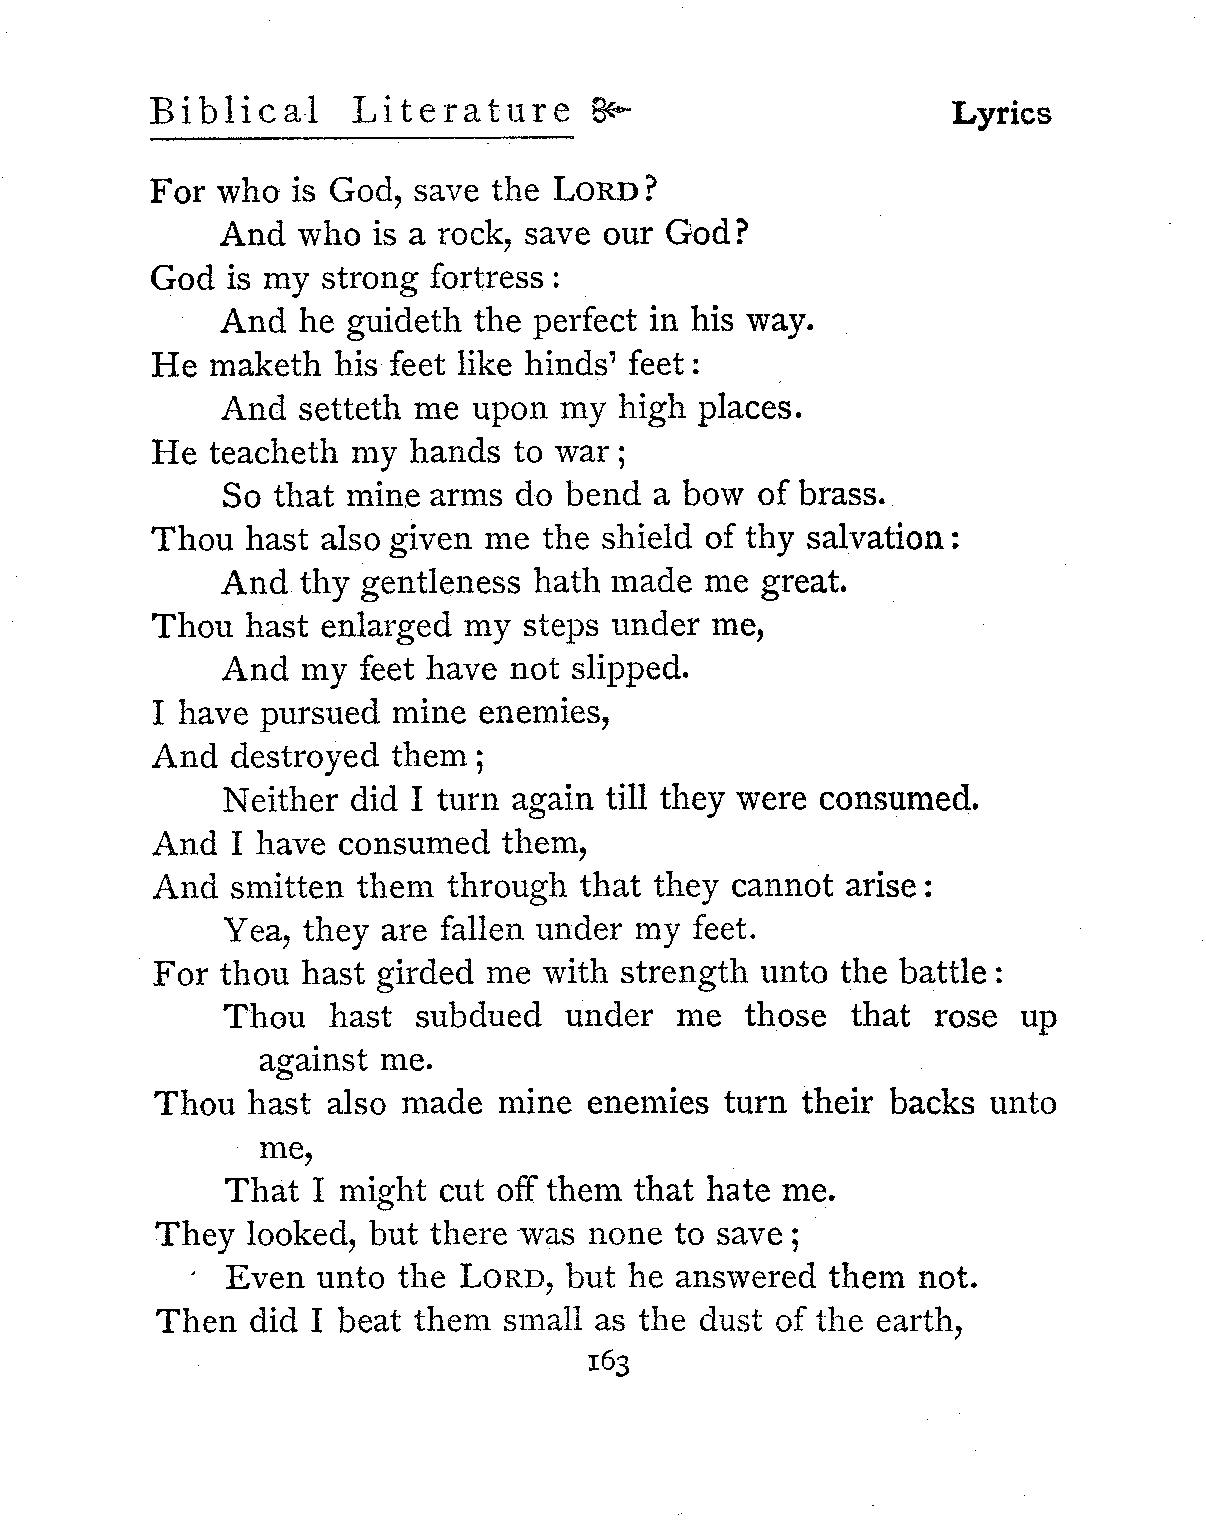 Biblical Literature Lyrics
For who is God, save the LORD?
And who is a rock, save our God?
God is my strong fortress:
And he guideth the perfect in his way.
He maketh his feet like hinds' feet:
And setteth me upon my high places.
He teacheth my hands to war;
So that mine arms do bend a bow of brass.
Thou hast also given me the shield of thy salvation:
And thy gentleness hath made me great.
Thou hast enlarged my steps under me,
And my feet have not slipped.
I have pursued mine enemies,
And destroyed them;
Neither did I turn again till they were consumed.
And I have consumed them,
And smitten them through that they cannot arise:
Yea, they are fallen under my feet.
For thou hast girded me with strength unto the battle:
Thou hast subdued under me those that rose up
against me.
Thou hast also made mine enemies turn their backs unto
me,
That I might cut off them that hate me.
They looked, but there was none to save;
Even unto the LORD, but he answered them not.
Then did I beat them small as the dust of the earth,
163